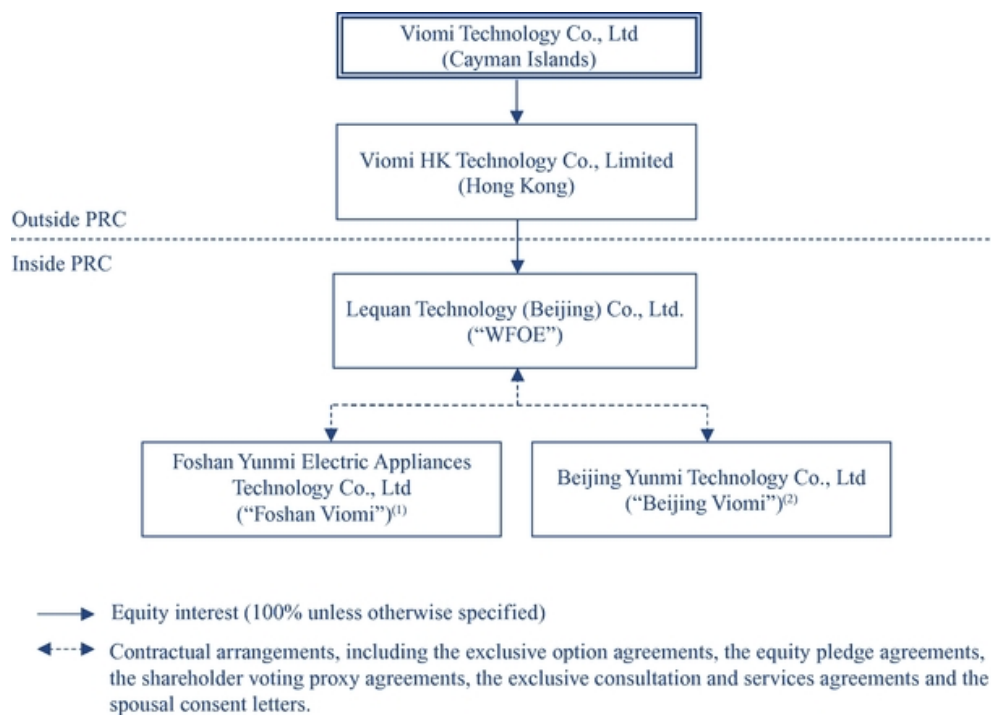 Viomi Technology Co., Ltd
(Cayman Islands)
Viomi HK Technology Co., Limited
(Hong Kong)
Outside PRC
Inside PRC
Lequan Technology (Beijing) Co., Ltd.
(“WFOE”)
Foshan Yunmi Electric Appliances
Technology Co., Ltd
(“Foshan Viomi”)(1)
Beijing Yunmi Technology Co., Ltd
(“Beijing Viomi”)(2)
Equity interest (100% unless otherwise specified)
Contractual arrangements, including the exclusive option agreements, the equity pledge agreements,
the shareholder voting proxy agreements, the exclusive consultation and services agreements and the
spousal consent letters.